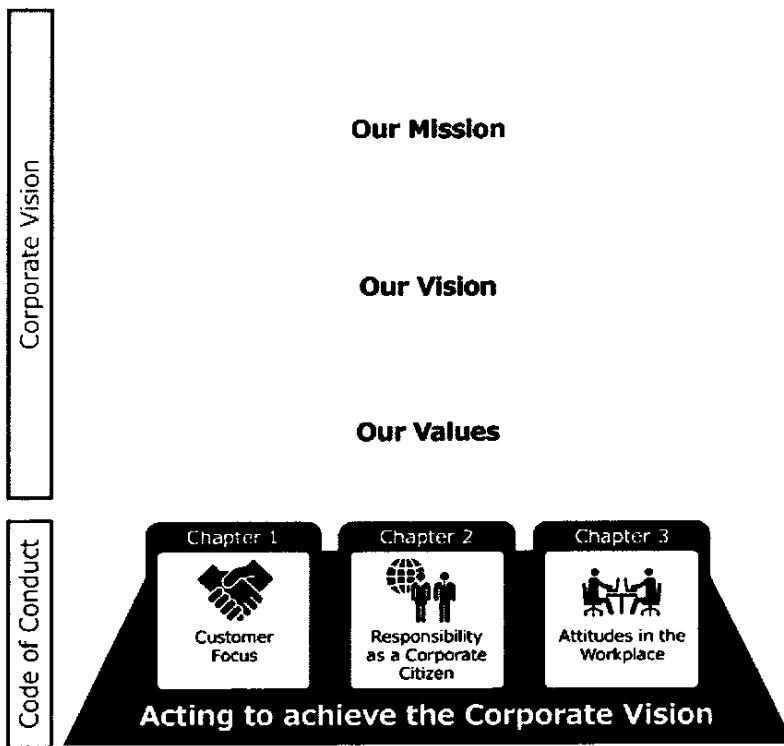 Corporate Vision
Our Mission
Our Vision
Our Values
Code of Conduct
Chapter 1
Customer
Focus
Chapter 2
Responsibility
as a Corporate
Citizen
Chapter 3
Attitudes in the
Workplace
Acting to achieve the Corporate Vision